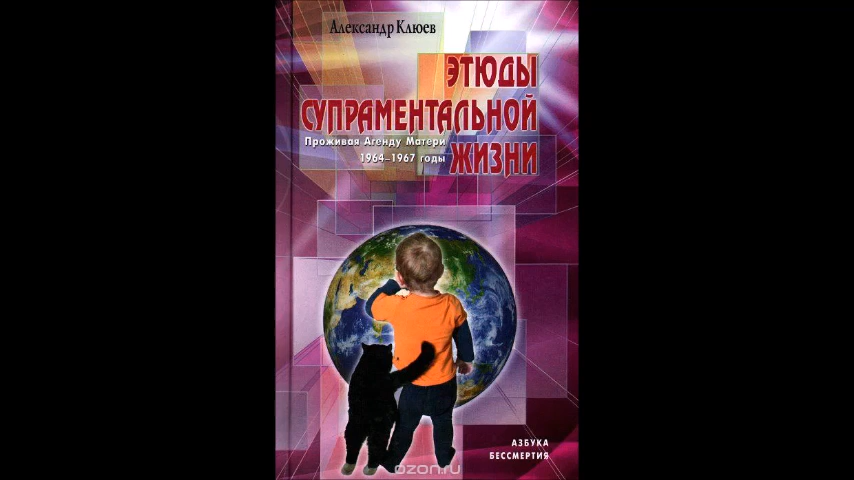 Александр Клюев
ЭТЮДЫ
СУПРАМЕНТАЛЬНОЙ
Проживая Агенду Матери
1964–1967 годы
ЖИЗНИ
АЗБУКА
БЕССМЕРТИЯ
ozon.ru